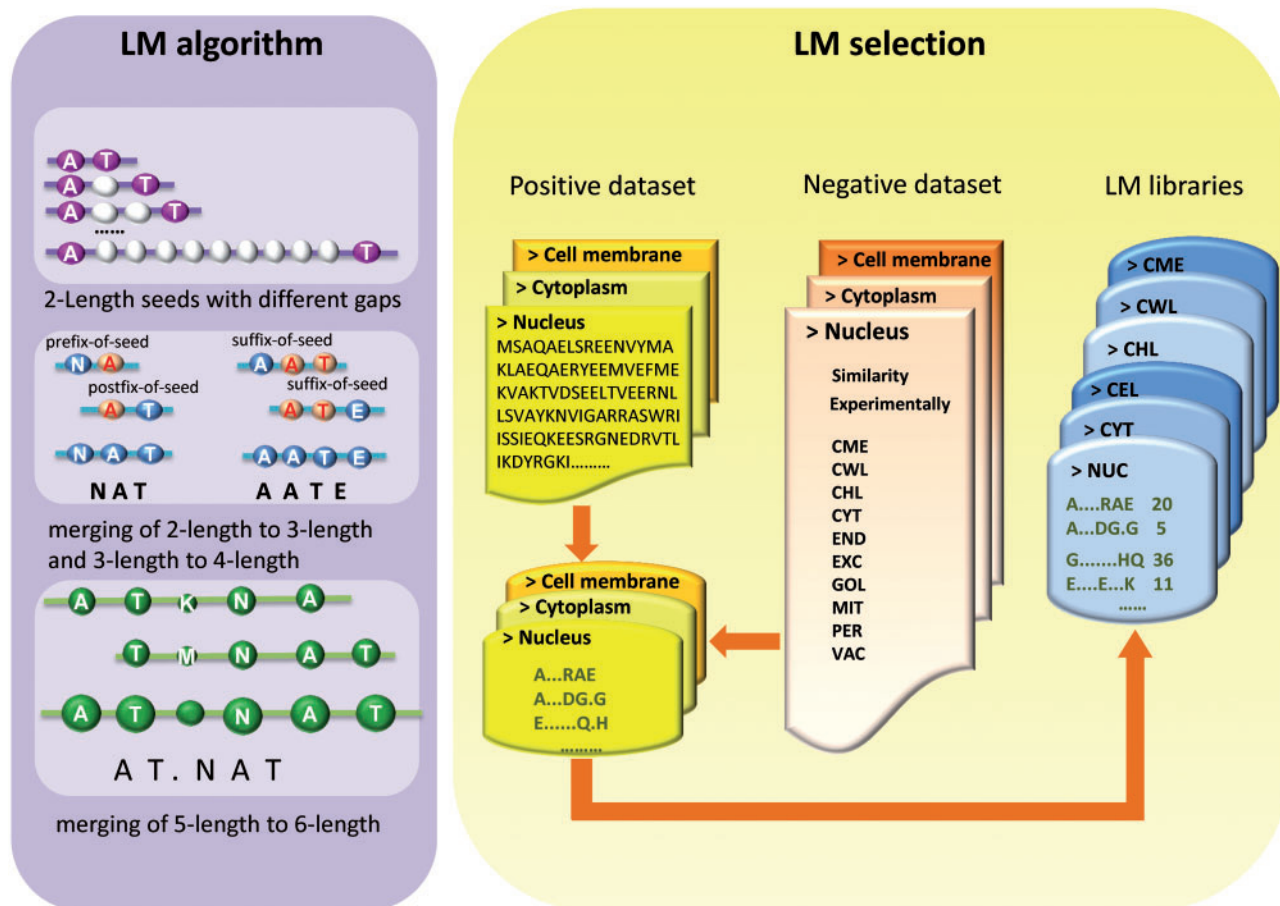 LM algorithm
A T
A T
A T
......
A T
2-Length seeds with different gaps
prefix-of-seed
N A
postfix-of-seed
A T
N A T
N A T
suffix-of-seed
A A T
suffix-of-seed
A T E
A A T E
A A T E
merging of 2-length to 3-length
and 3-length to 4-length
A T K N A
T M N A T
A T N A T
A T . N A T
merging of 5-length to 6-length
LM selection
Positive dataset
> Cell membrane
> Cytoplasm
> Nucleus
MSAQAELSREENVYMA
KLAEQAERYEEMVEFME
KVAKTVDSEELTVEERNL
LSVAYKNVIGARRASWRI
ISSIEQKEESRGNEDRVTL
IKDYRGKI.........
> Cell membrane
> Cytoplasm
> Nucleus
A...RAE
A...DG.G
E......Q.H
.........
Negative dataset
> Cell membrane
> Cytoplasm
> Nucleus
Similarity
Experimentally
CME
CWL
CHL
CYT
END
EXC
GOL
MIT
PER
VAC
LM libraries
> CME
> CWL
> CHL
> CEL
> CYT
> NUC
A....RAE 20
A...DG.G 5
G.......HQ 36
E....E...K 11
......